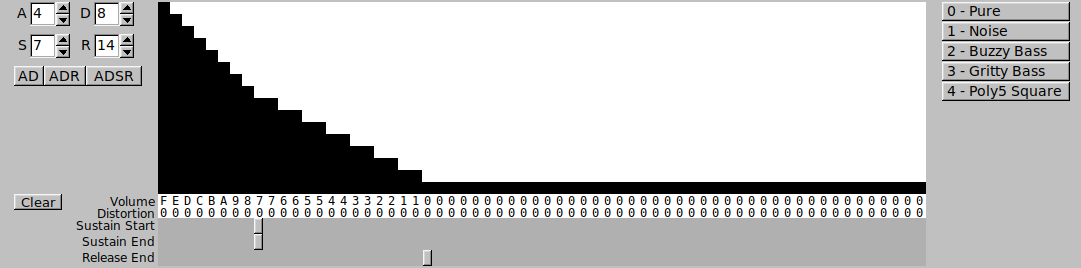 A 4 D 8
S 7 R 14
AD ADR ADSR
0 - Pure
1 - Noise
2 - Buzzy Bass
3 - Gritty Bass
4 - Poly5 Square
Clear
Volume F E D C B A 9 8 7 7 6 6 5 5 4 4 3 3 2 2 1 1 0 0 0 0 0 0 0 0 0 0 0 0 0 0 0 0 0 0 0 0 0 0 0 0 0 0 0 0 0 0 0 0 0 0 0 0 0 0 0 0 0 0
Distortion 0 0 0 0 0 0 0 0 0 0 0 0 0 0 0 0 0 0 0 0 0 0 0 0 0 0 0 0 0 0 0 0 0 0 0 0 0 0 0 0 0 0 0 0 0 0 0 0 0 0 0 0 0 0 0 0 0 0 0 0 0 0 0 0
Sustain Start
Sustain End
Release End